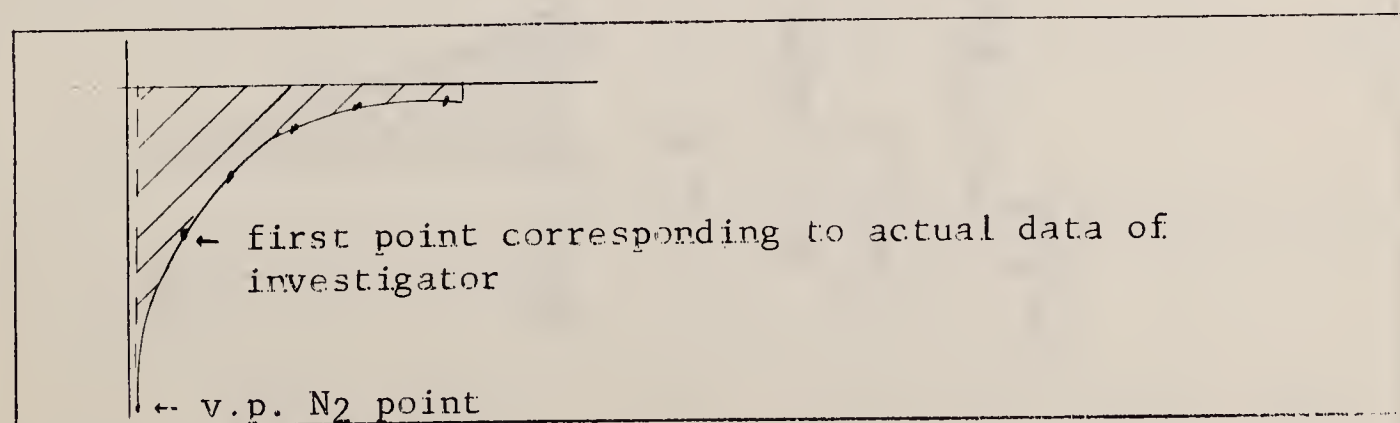 ← first point corresponding to actual data of
investigator
← v.p. N2 point